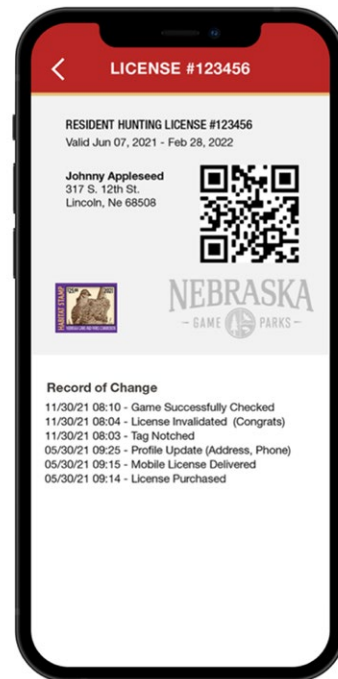 LICENSE #123456
RESIDENT HUNTING LICENSE #123456
Valid Jun 07, 2021 - Feb 28, 2022
Johnny Appleseed
317 S. 12th St.
Lincoln, Ne 68508
HABITAT STAMP
NEBRASKA
- GAME PARKS -
Record of Change
11/30/21 08:10 - Game Successfully Checked
11/30/21 08:04 - License Invalidated (Congrats)
11/30/21 08:03 - Tag Notched
05/30/21 09:25 - Profile Update (Address, Phone)
05/30/21 09:15 - Mobile License Delivered
05/30/21 09:14 - License Purchased